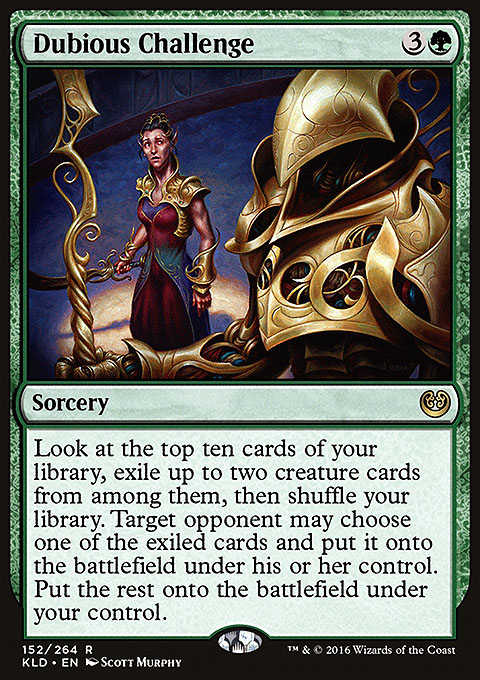 Dubious Challenge 3
Sorcery
Look at the top ten cards of your
library, exile up to two creature cards
from among them, then shuffle your
library. Target opponent may choose
one of the exiled cards and put it onto
the battlefield under his or her control.
Put the rest onto the battlefield under
your control.
152/264 R
KLD • EN Scott Murphy
™ & © 2016 Wizards of the Coast